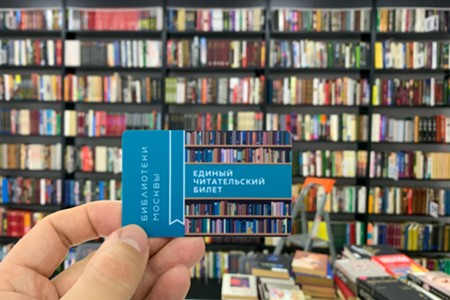 БИБЛИОТЕКИ
МОСКВЫ
ЕДИНЫЙ
ЧИТАТЕЛЬСКИЙ
БИЛЕТ